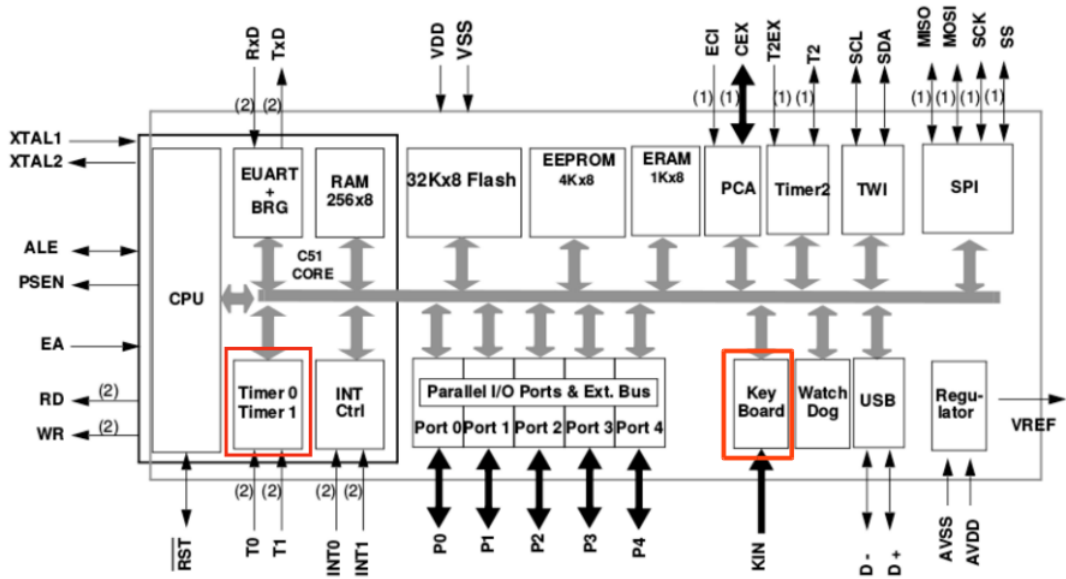 RxD
TxD
VDD
VSS
ECI
CEX
T2EX
T2
SCL
SDA
MISO
MOSI
SCK
SS
(2) (2)
(1) (1)
(1) (1)
(1) (1) (1) (1)
XTAL1
XTAL2
EUART
+
BRG
RAM
256x8
32Kx8 Flash
EEPROM
4Kx8
ERAM
1Kx8
PCA
Timer2
TWI
SPI
ALE
C51
CORE
PSEN
CPU
EA
RD
(2)
WR
(2)
Timer 0
Timer 1
INT
Ctrl
Parallel I/O Ports & Ext. Bus
Port 0
Port 1
Port 2
Port 3
Port 4
Key
Board
Watch
Dog
USB
Regu-
lator
VREF
(2) (2)
(2) (2)
RST
T0
T1
INT0
INT1
P0
P1
P2
P3
P4
KIN
D -
D +
AVSS
AVDD